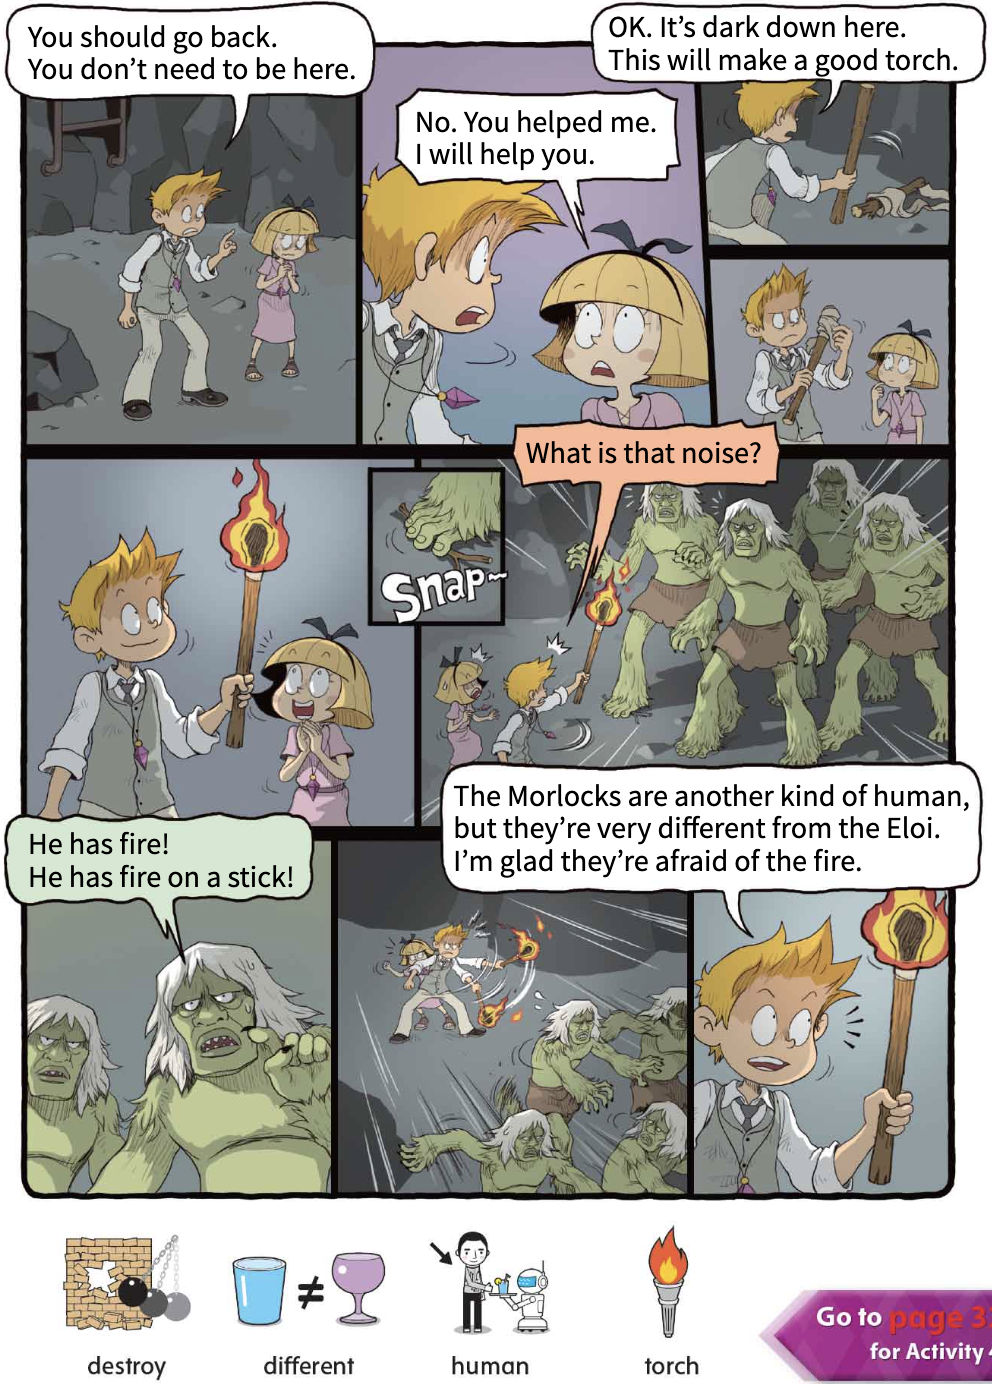 You should go back.
You don't need to be here.
No. You helped me.
I will help you.
OK. It's dark down here.
This will make a good torch.
Snap~
What is that noise?
He has fire!
He has fire on a stick!
The Morlocks are another kind of human,
but they're very different from the Eloi.
I'm glad they're afraid of the fire.
destroy
different
human
torch
Go to page
for Activity